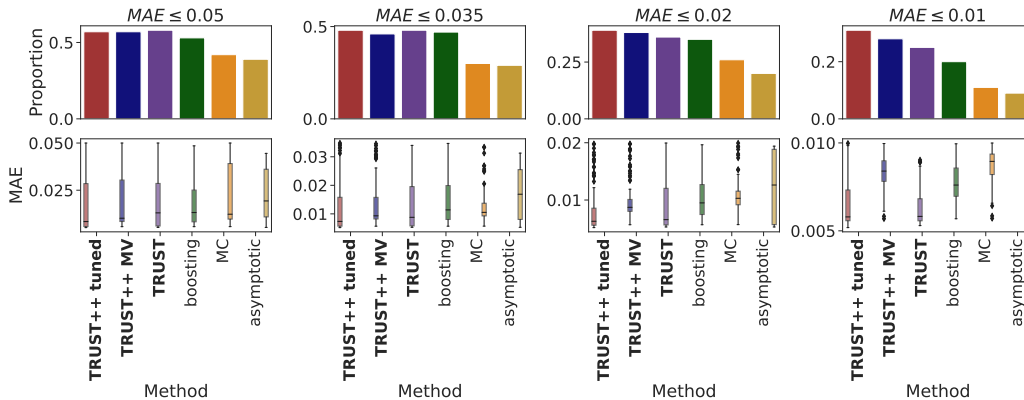 MAE ≤ 0.05
MAE ≤ 0.035
MAE ≤ 0.02
MAE ≤ 0.01
Proportion
0.5
0.0
0.5
0.0
0.25
0.00
0.2
0.0
MAE
0.050
0.025
0.03
0.02
0.01
0.02
0.01
0.010
0.005
TRUST++ tuned
TRUST++ MV
TRUST
boosting
MC
asymptotic
TRUST++ tuned
TRUST++ MV
TRUST
boosting
MC
asymptotic
TRUST++ tuned
TRUST++ MV
TRUST
boosting
MC
asymptotic
TRUST++ tuned
TRUST++ MV
TRUST
boosting
MC
asymptotic
Method
Method
Method
Method